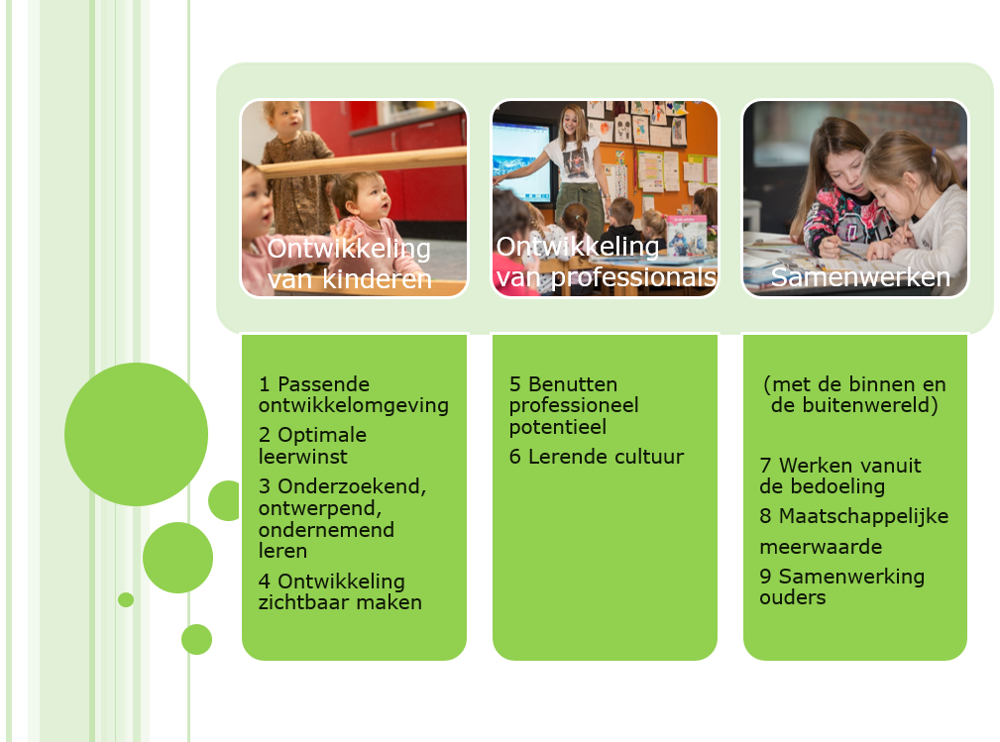 Ontwikkeling
van kinderen
Ontwikkeling
van professionals
Samenwerken
1 Passende
ontwikkelomgeving
2 Optimale
leerwinst
3 Onderzoekend,
ontwerpend,
ondernemend
leren
4 Ontwikkeling
zichtbaar maken
5 Benutten
professioneel
potentieel
6 Lerende cultuur
(met de binnen en
de buitenwereld)
7 Werken vanuit
de bedoeling
8 Maatschappelijke
meerwaarde
9 Samenwerking
ouders